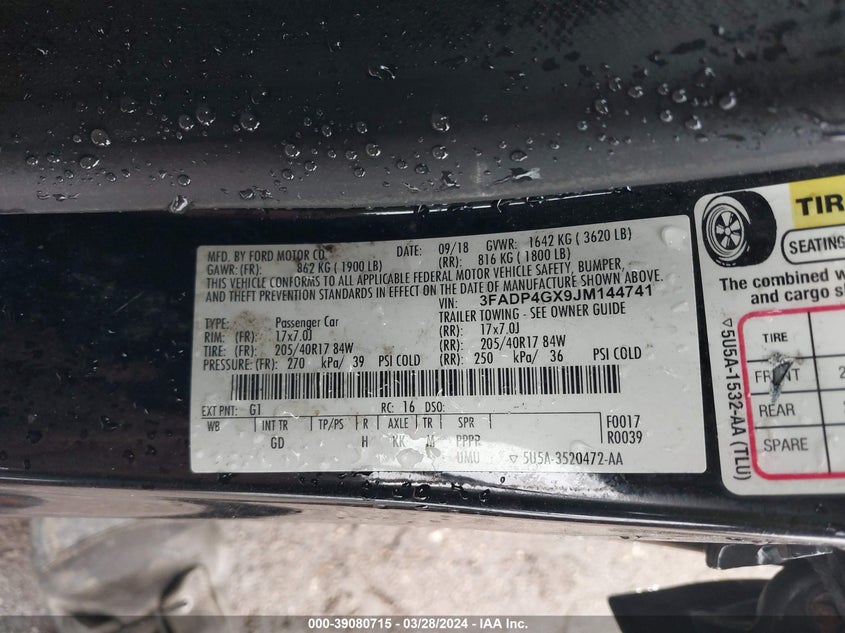 MFD. BY FORD MOTOR CO. DATE: 09/18 GVWR: 1642 KG ( 3620 LB)
GAWR: (FR): 862 KG ( 1900 LB) (RR): 816 KG ( 1800 LB)
THIS VEHICLE CONFORMS TO ALL APPLICABLE FEDERAL MOTOR VEHICLE SAFETY, BUMPER,
AND THEFT PREVENTION STANDARDS IN EFFECT ON THE DATE OF MANUFACTURE SHOWN ABOVE.
VIN: 3FADP4GX9JM144741
TYPE: Passenger Car TRAILER TOWING - SEE OWNER GUIDE
RIM: (FR): 17x7.0J (RR): 17x7.0J
TIRE: (FR): 205/40R17 84W (RR): 205/40R17 84W
PRESSURE: (FR): 270 kPa/ 39 PSI COLD (RR): 250 kPa/ 36 PSI COLD
EXT PNT: G1 RC: 16 DSO:
WB INT TR TP/PS R AXLE TR SPR F0017
GD H KK M PPPP R0039
UMU ▽ 5U5A-3520472-AA
TIR
SEATING
The combined w
and cargo sh
TIRE
FRONT 2
REAR
SPARE
▽5U5A-1532-AA (TLU)
000-39080715 - 03/28/2024 - IAA Inc.